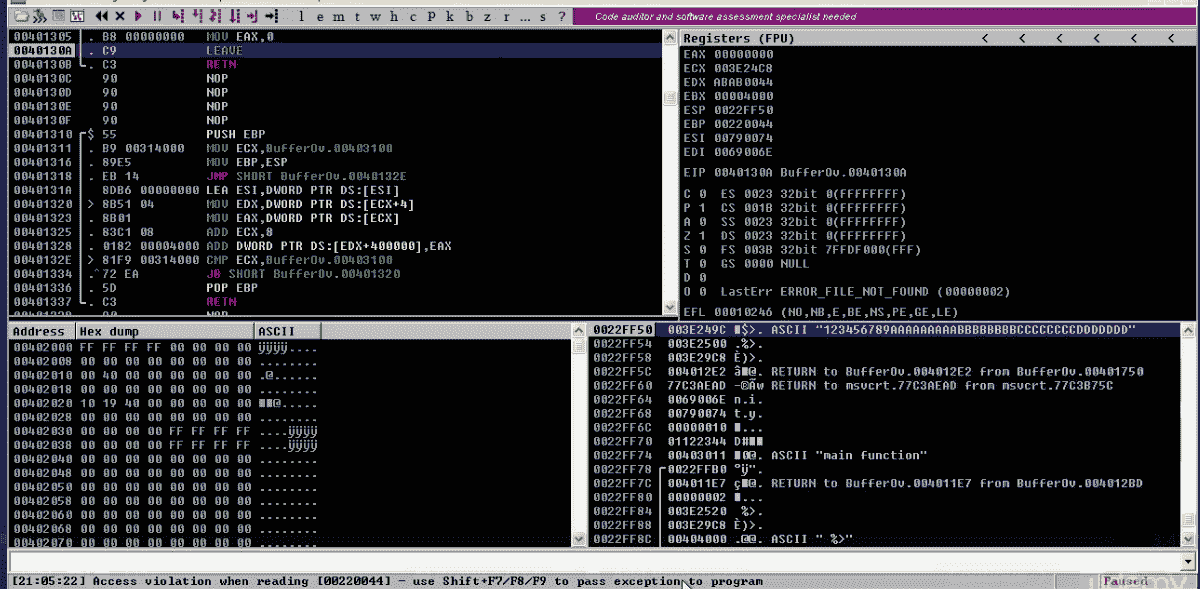 l e m t w h c P k b z r ... s ? Code auditor and software assessment specialist needed
00401305 . B8 00000000 MOV EAX,0
0040130A . C9 LEAVE
0040130B . C3 RETN
0040130C 90 NOP
0040130D 90 NOP
0040130E 90 NOP
0040130F 90 NOP
00401310 $ 55 PUSH EBP
00401311 . B9 00314000 MOV ECX,BufferOv.00403100
00401316 . 89E5 MOV EBP,ESP
00401318 . EB 14 JMP SHORT BufferOv.0040132E
0040131A 8DB6 00000000 LEA ESI,DWORD PTR DS:[ESI]
00401320 > 8B51 04 MOV EDX,DWORD PTR DS:[ECX+4]
00401323 . 8B01 MOV EAX,DWORD PTR DS:[ECX]
00401325 . 83C1 08 ADD ECX,8
00401328 . 0182 00004000 ADD DWORD PTR DS:[EDX+400000],EAX
0040132E > 81F9 00314000 CMP ECX,BufferOv.00403100
00401334 .^72 EA JB SHORT BufferOv.00401320
00401336 . 5D POP EBP
00401337 . C3 RETN
Registers (FPU) < < < < < <
EAX 00000000
ECX 003E24C8
EDX ABAB0044
EBX 00004000
ESP 0022FF50
EBP 00220044
ESI 00790074
EDI 0069006E
EIP 0040130A BufferOv.0040130A
C 0 ES 0023 32bit 0(FFFFFFFF)
P 1 CS 001B 32bit 0(FFFFFFFF)
A 0 SS 0023 32bit 0(FFFFFFFF)
Z 1 DS 0023 32bit 0(FFFFFFFF)
S 0 FS 003B 32bit 7FFDF000(FFF)
T 0 GS 0000 NULL
D 0
O 0 LastErr ERROR_FILE_NOT_FOUND (00000002)
EFL 00010246 (NO,NB,E,BE,NS,PE,GE,LE)
Address Hex dump ASCII
00402000 FF FF FF FF 00 00 00 00 ÿÿÿÿ....
00402008 00 00 00 00 00 00 00 00 ........
00402010 00 40 00 00 00 00 00 00 .@......
00402018 00 00 00 00 00 00 00 00 ........
00402020 10 19 40 00 00 00 00 00 ■■@.....
00402028 00 00 00 00 00 00 00 00 ........
00402030 00 00 00 00 FF FF FF FF ....ÿÿÿÿ
00402038 00 00 00 00 FF FF FF FF ....ÿÿÿÿ
00402040 00 00 00 00 00 00 00 00 ........
00402048 00 00 00 00 00 00 00 00 ........
00402050 00 00 00 00 00 00 00 00 ........
00402058 00 00 00 00 00 00 00 00 ........
00402060 00 00 00 00 00 00 00 00 ........
00402068 00 00 00 00 00 00 00 00 ........
00402070 00 00 00 00 00 00 00 00 ........
0022FF50 003E249C ■$>. ASCII "123456789AAAAAAAAAABBBBBBBBBCCCCCCCCCDDDDDDD"
0022FF54 003E2500 .%>.
0022FF58 003E29C8 È)>.
0022FF5C 004012E2 â■@. RETURN to BufferOv.004012E2 from BufferOv.00401750
0022FF60 77C3AEAD -®Ãw RETURN to msvcrt.77C3AEAD from msvcrt.77C3B75C
0022FF64 0069006E n.i.
0022FF68 00790074 t.y.
0022FF6C 00000010 ■...
0022FF70 01122344 D#■■
0022FF74 00403011 ■0@. ASCII "main function"
0022FF78 0022FFB0 °ÿ".
0022FF7C 004011E7 ç■@. RETURN to BufferOv.004011E7 from BufferOv.004012BD
0022FF80 00000002 ■...
0022FF84 003E2520 %>.
0022FF88 003E29C8 È)>.
0022FF8C 00404000 .@@. ASCII " %>"
[21:05:22] Access violation when reading [00220044] - use Shift+F7/F8/F9 to pass exception to program
Paused